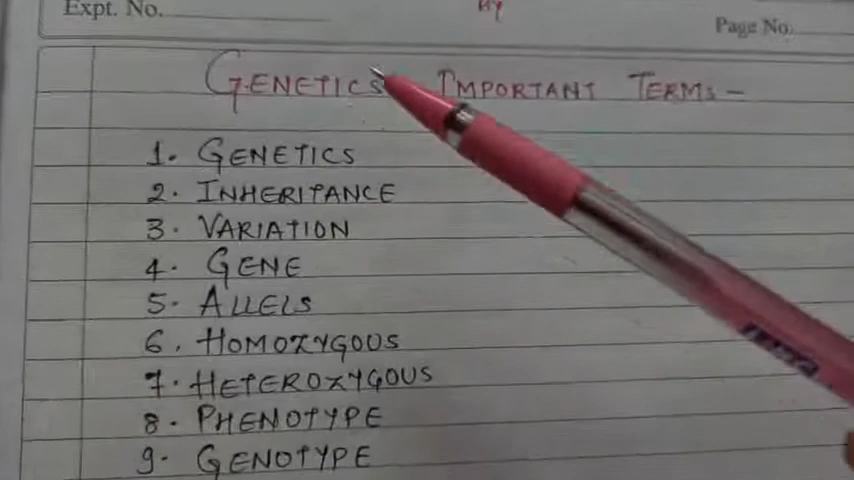 Expt. No.
By
Page No.
GENETICS IMPORTANT TERMS -
1. GENETICS
2. INHERITANCE
3. VARIATION
4. GENE
5. ALLELS
6. HOMOZYGOUS
7. HETEROZYGOUS
8. PHENOTYPE
9. GENOTYPE